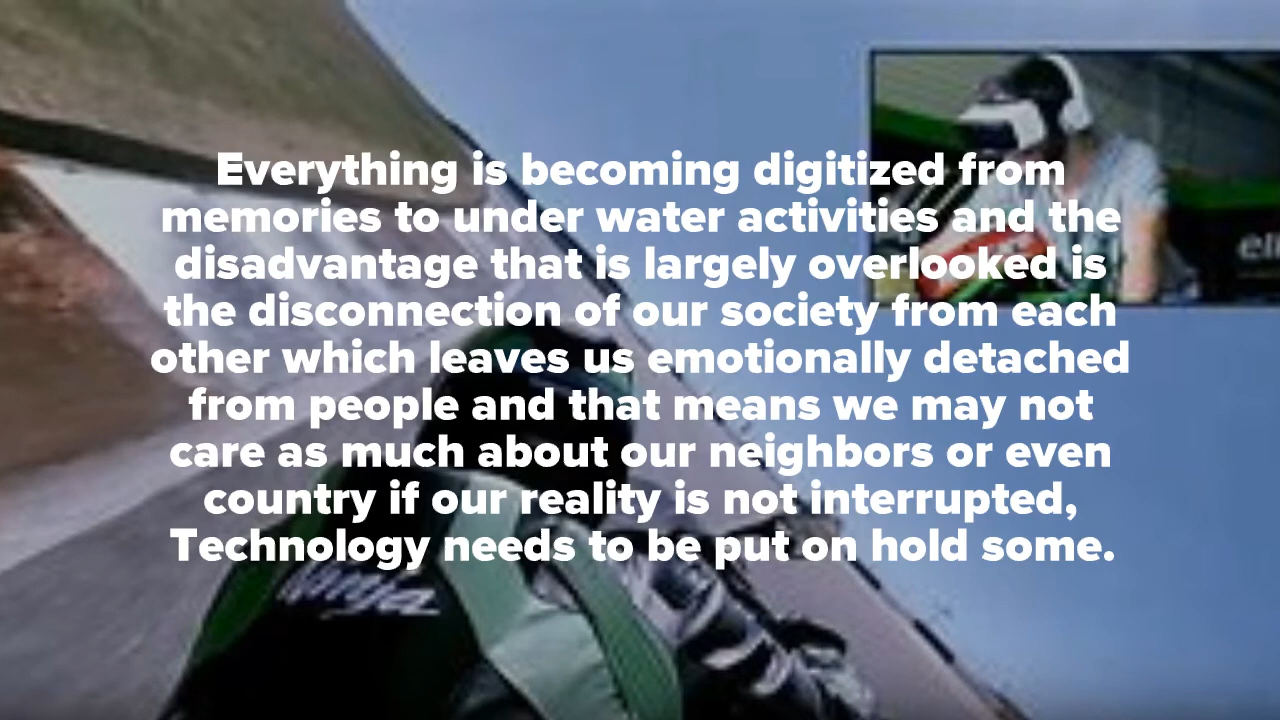 Everything is becoming digitized from
memories to under water activities and the
disadvantage that is largely overlooked is
the disconnection of our society from each
other which leaves us emotionally detached
from people and that means we may not
care as much about our neighbors or even
country if our reality is not interrupted,
Technology needs to be put on hold some.
Ninja